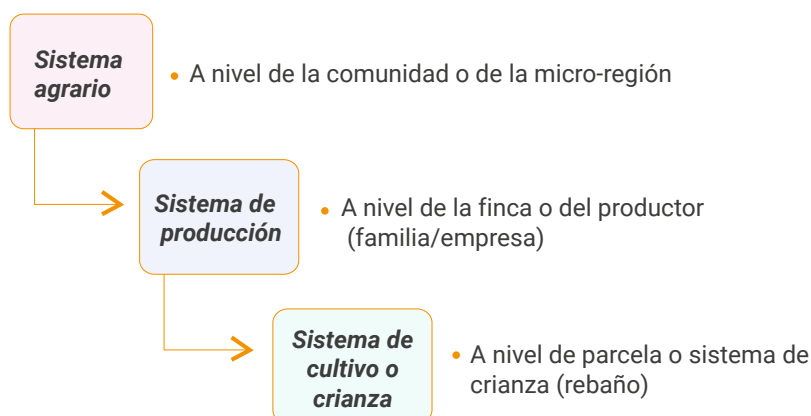 Sistema
agrario
• A nivel de la comunidad o de la micro-región
Sistema de
producción
• A nivel de la finca o del productor
(familia/empresa)
Sistema de
cultivo o
crianza
• A nivel de parcela o sistema de
crianza (rebaño)